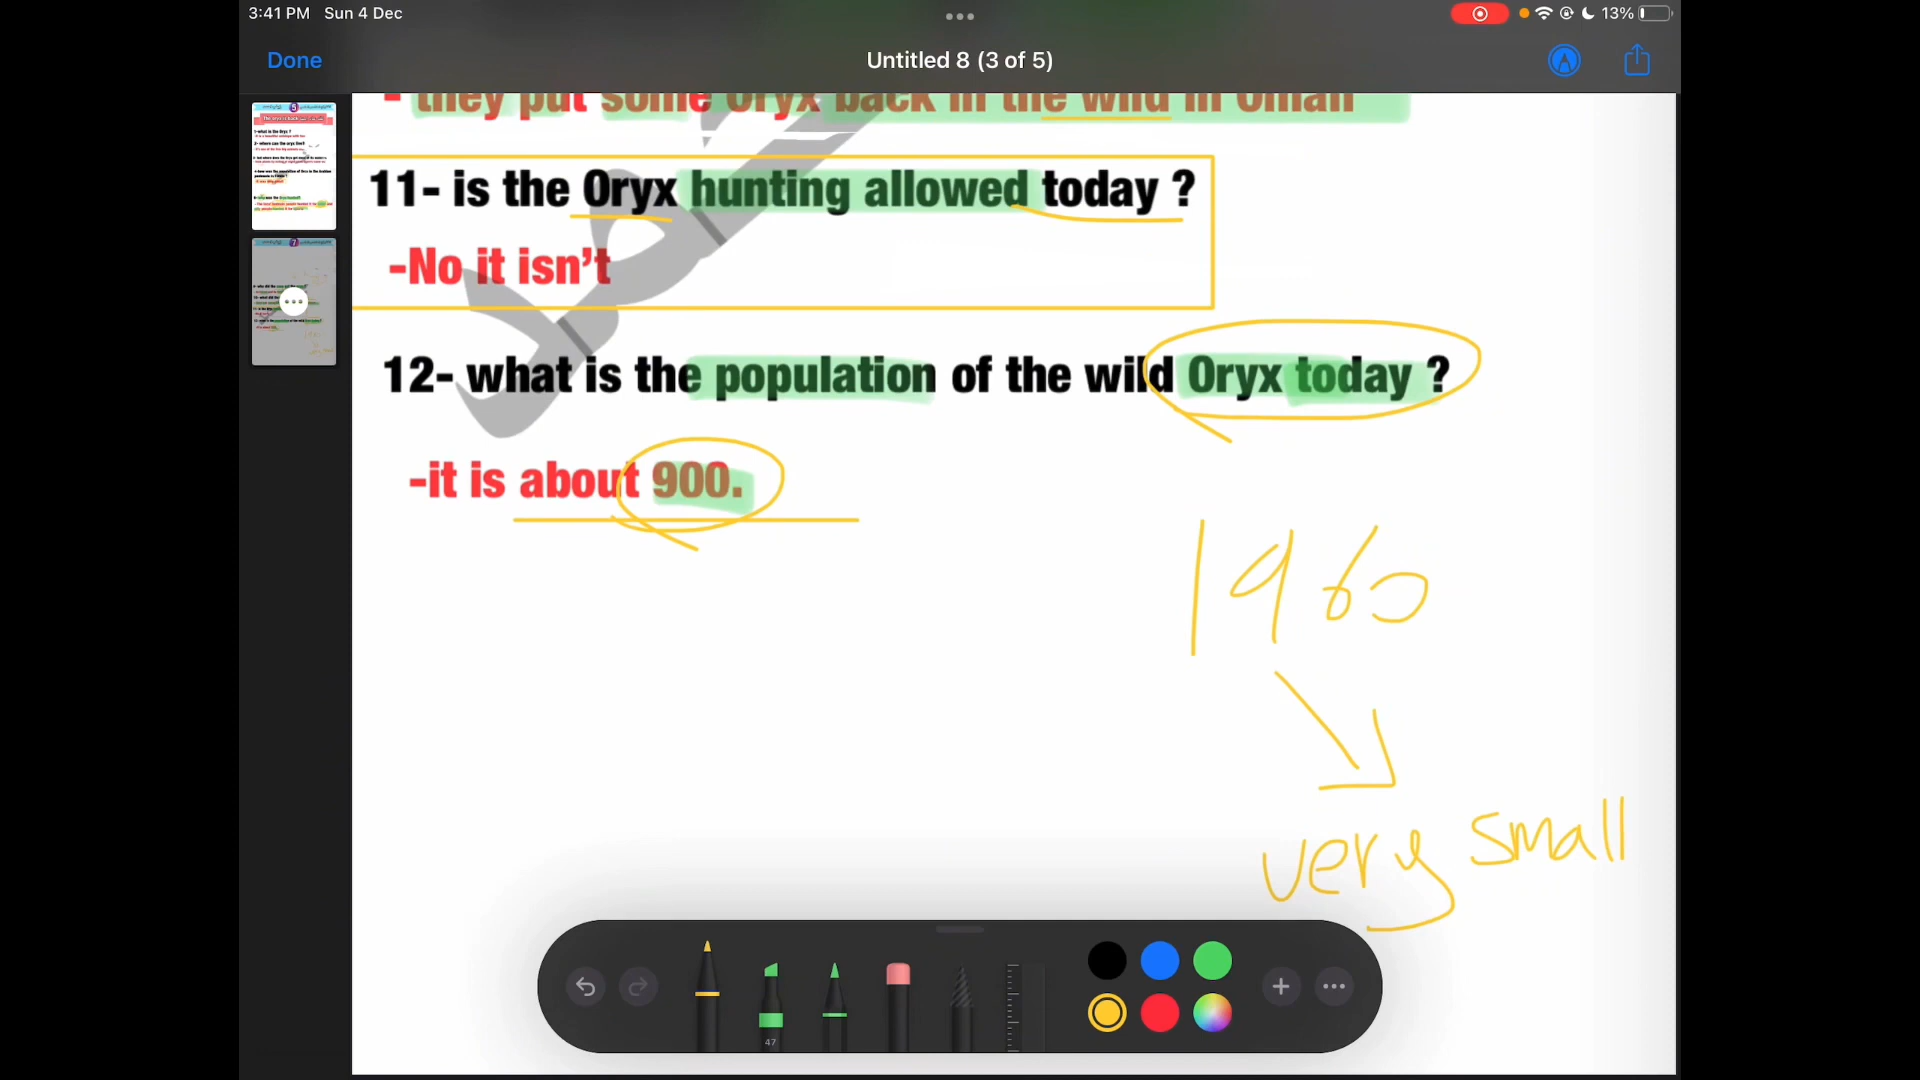 3:41 PM Sun 4 Dec
13%
Done
Untitled 8 (3 of 5)
- they put some Oryx back in the wild in Oman
11- is the Oryx hunting allowed today ?
-No it isn’t
12- what is the population of the wild Oryx today ?
-it is about 900.
1960
very small
47